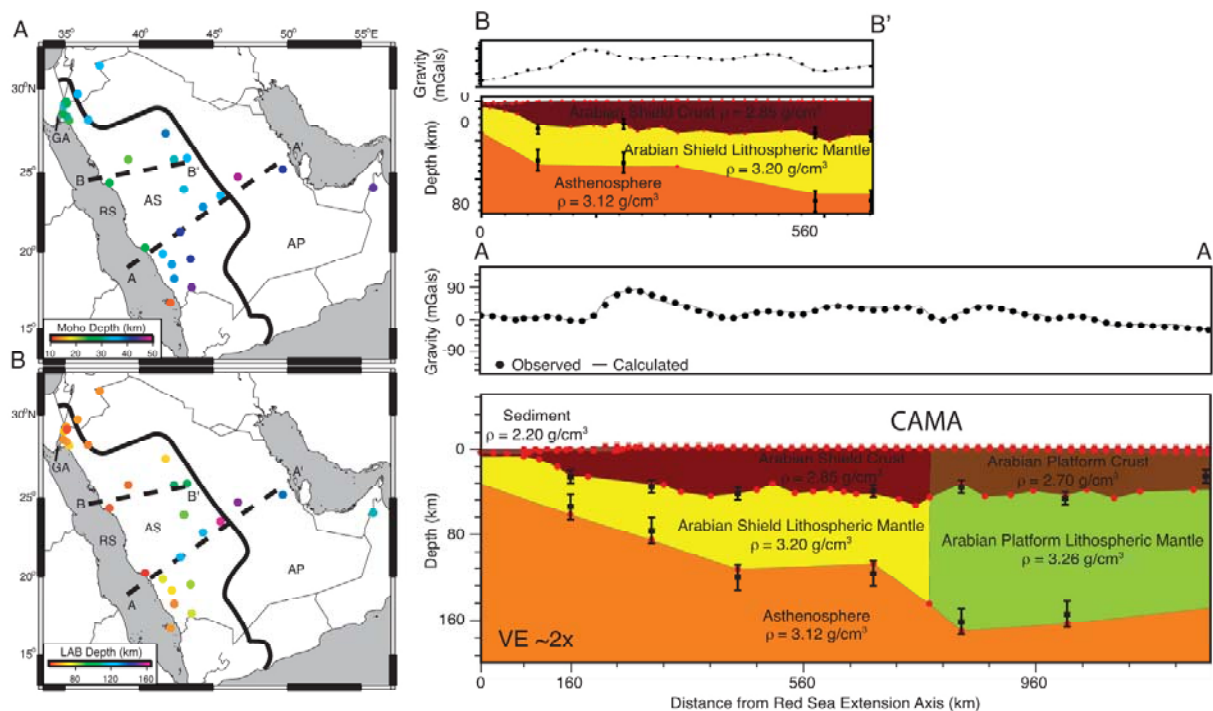 A
35° 40° 45° 50° 55°E
30°N
25°
20°
15°
GA
B
B'
A'
RS
AS
AP
A
Moho Depth (km)
10 20 30 40 50
B
30°N
25°
20°
15°
GA
B'
A'
RS
AS
AP
A
LAB Depth (km)
80 120 160
B
B'
Gravity
(mGals)
0
0
80
Depth (km)
Arabian Shield Crust ρ = 2.85 g/cm³
Arabian Shield Lithospheric Mantle
ρ = 3.20 g/cm³
Asthenosphere
ρ = 3.12 g/cm³
0 560
A A
Gravity (mGals)
90
0
-90
Observed — Calculated
Sediment
ρ = 2.20 g/cm³
CAMA
Arabian Shield Crust
2.85 g/cm³
Arabian Platform Crust
ρ = 2.70 g/cm³
Arabian Shield Lithospheric Mantle
ρ = 3.20 g/cm³
Arabian Platform Lithospheric Mantle
ρ = 3.26 g/cm³
Asthenosphere
ρ = 3.12 g/cm³
VE ~2x
Depth (km)
0
80
160
0 160 560 960
Distance from Red Sea Extension Axis (km)